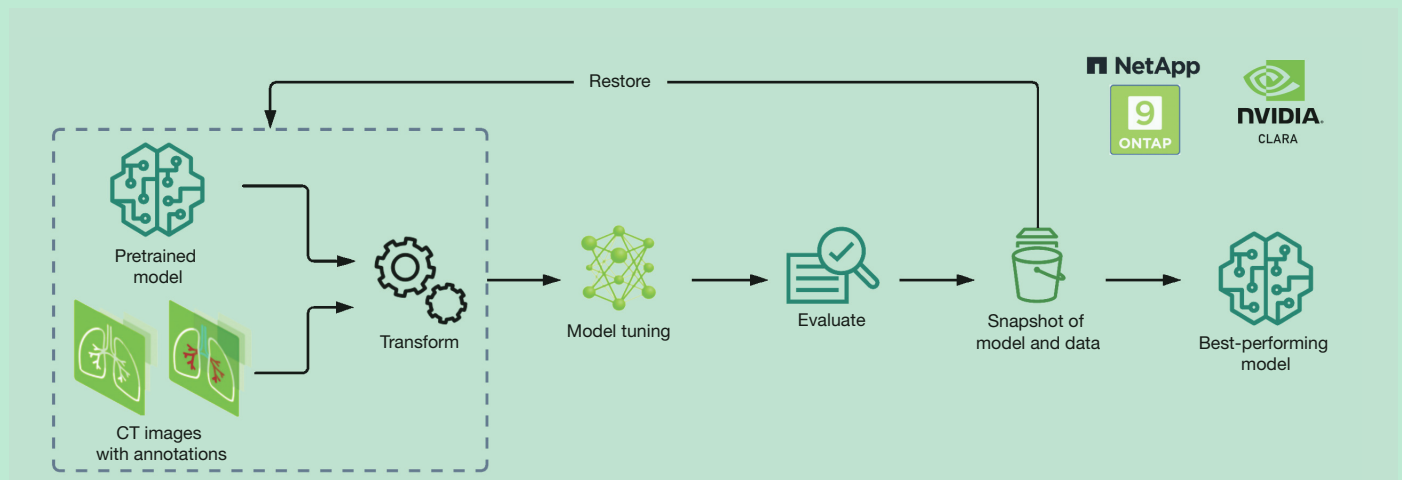 Restore
NetApp
9
ONTAP
NVIDIA.
CLARA
Pretrained
model
CT images
with annotations
Transform
Model tuning
Evaluate
Snapshot of
model and data
Best-performing
model